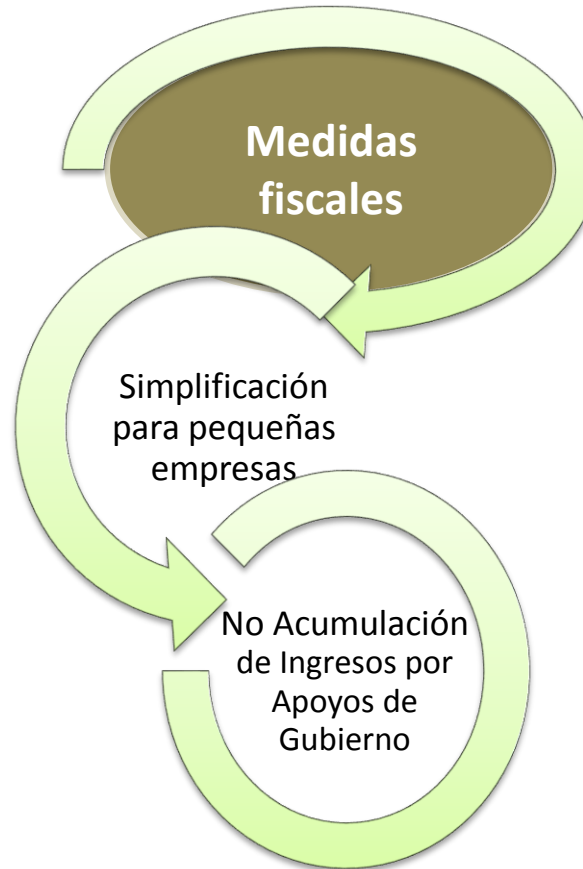 Medidas
fiscales
Simplificación
para pequeñas
empresas
No Acumulación
de Ingresos por
Apoyos de
Gubierno